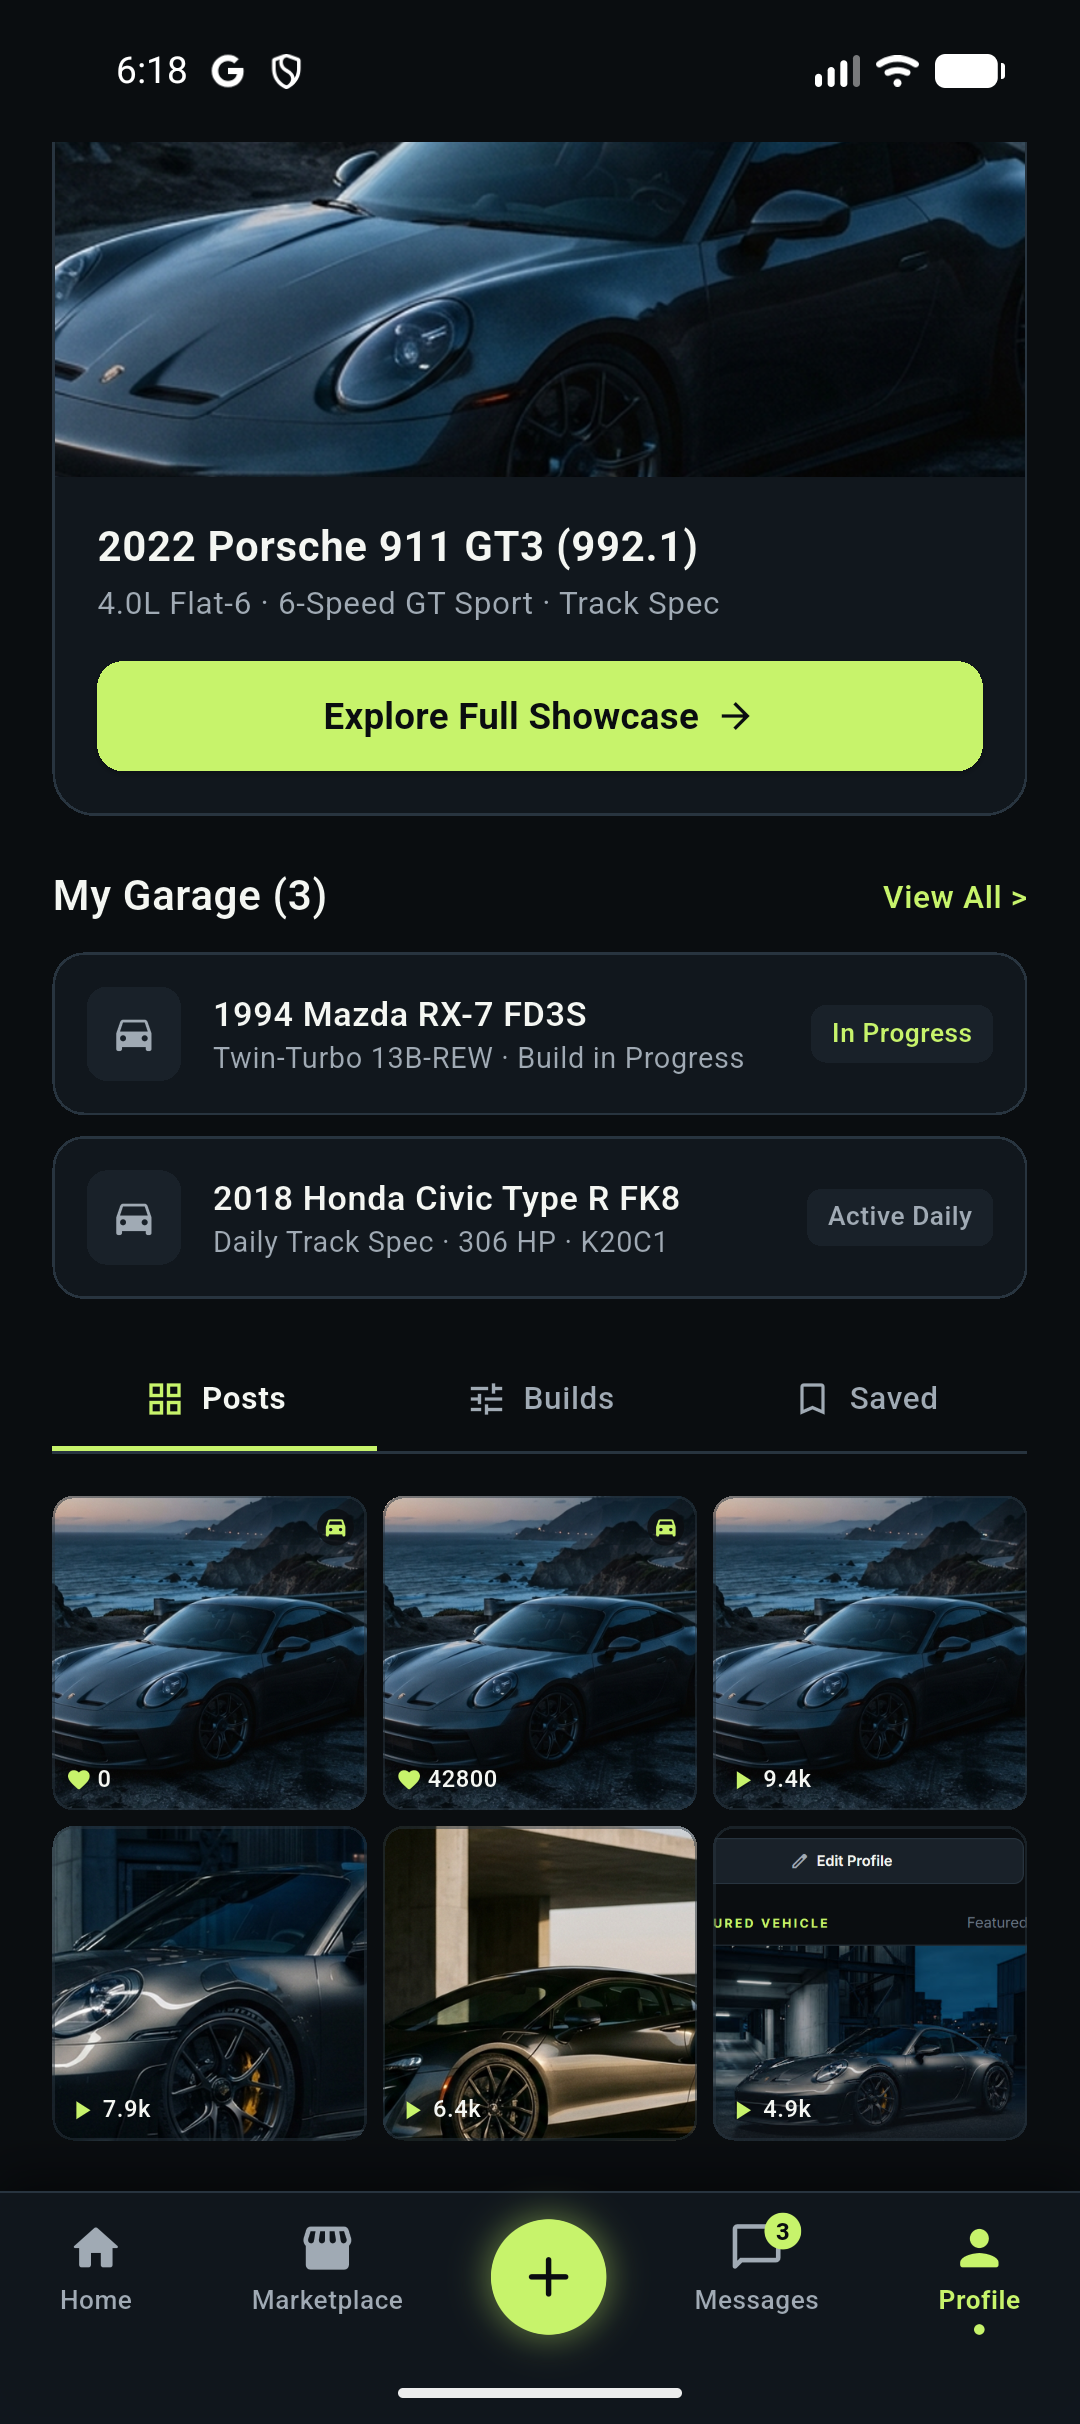 6:18
2022 Porsche 911 GT3 (992.1)
4.0L Flat-6 · 6-Speed GT Sport · Track Spec
Explore Full Showcase →
My Garage (3)
View All >
1994 Mazda RX-7 FD3S
Twin-Turbo 13B-REW · Build in Progress
In Progress
2018 Honda Civic Type R FK8
Daily Track Spec · 306 HP · K20C1
Active Daily
Posts
Builds
Saved
0
42800
9.4k
Edit Profile
URED VEHICLE
Featured
7.9k
6.4k
4.9k
3
Home
Marketplace
Messages
Profile